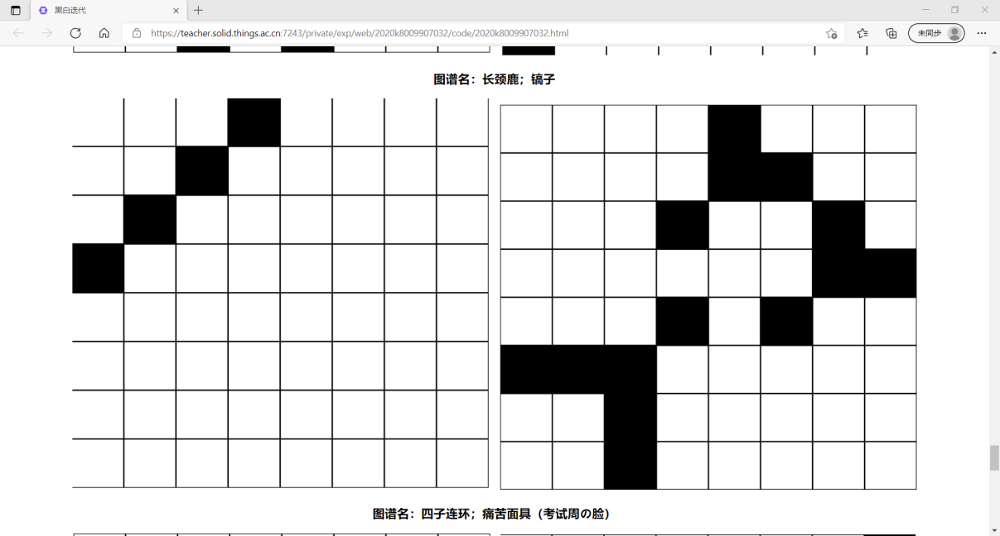 黑白迭代
https://teacher.solid.things.ac.cn:7243/private/exp/web/2020k8009907032/code/2020k8009907032.html
未同步
图谱名：长颈鹿；镐子
图谱名：四子连环；痛苦面具（考试周の脸）